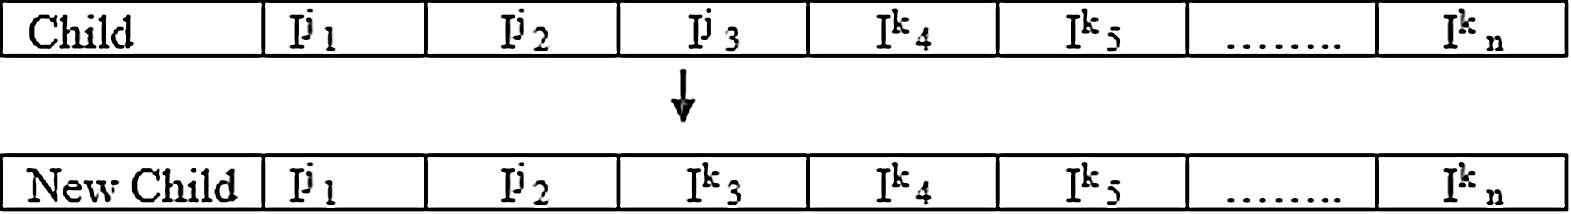 Child I^j_1 I^j_2 I^j_3 I^k_4 I^k_5 ........ I^k_n
New Child I^j_1 I^j_2 I^k_3 I^k_4 I^k_5 ........ I^k_n